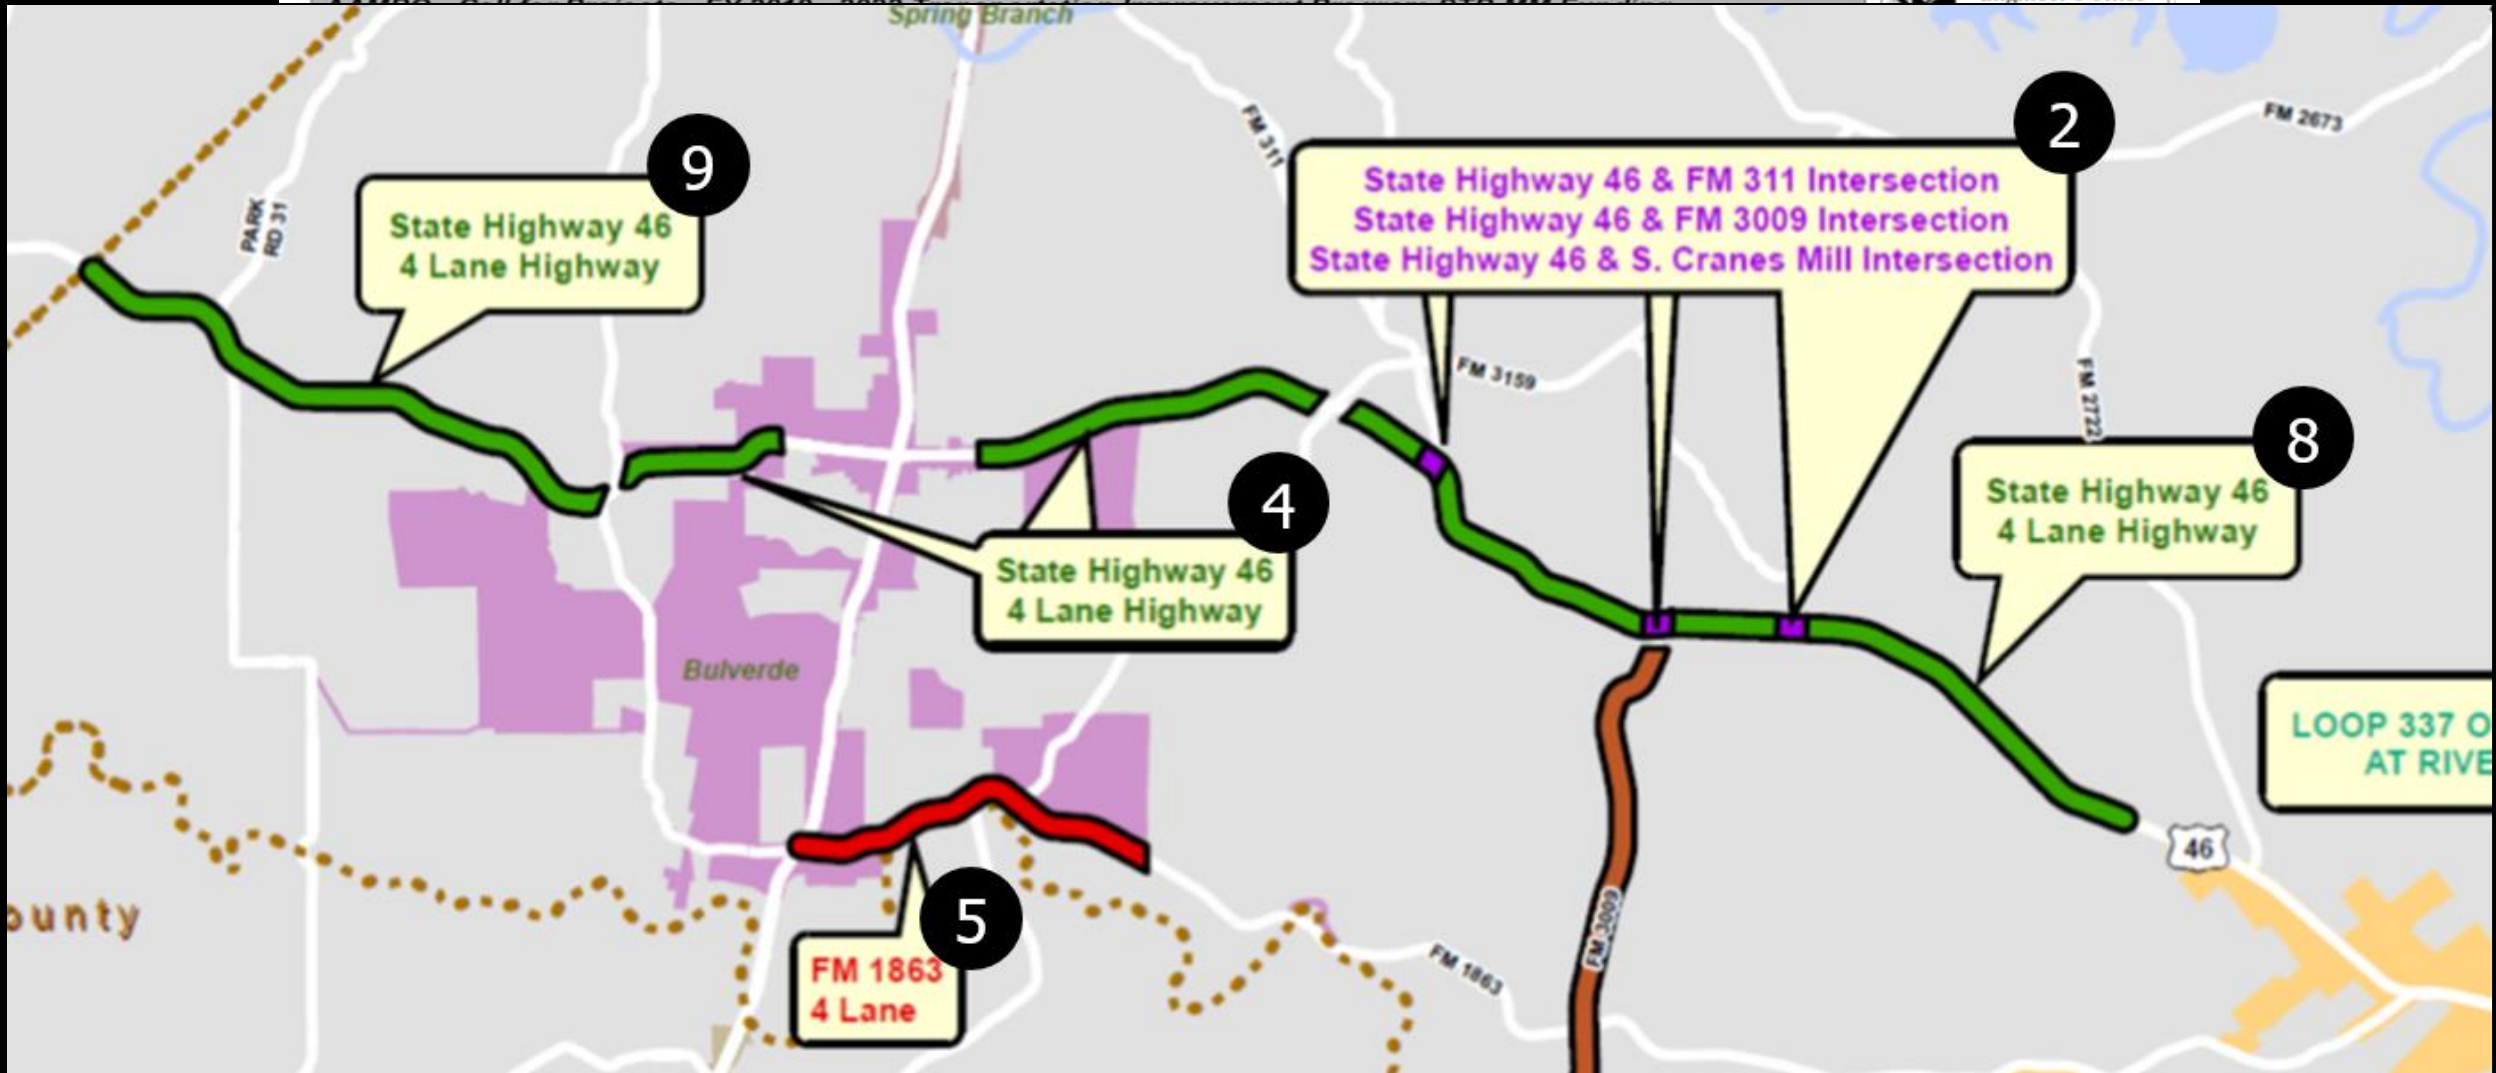 Spring Branch
FM 2673
2
FM 311
9
State Highway 46 & FM 311 Intersection
State Highway 46 & FM 3009 Intersection
State Highway 46 & S. Cranes Mill Intersection
PARK
RD 31
State Highway 46
4 Lane Highway
FM 3159
FM 2722
8
State Highway 46
4 Lane Highway
4
State Highway 46
4 Lane Highway
Bulverde
LOOP 337 O
AT RIVE
46
ounty
5
FM 1863
4 Lane
FM 3009
FM 1863